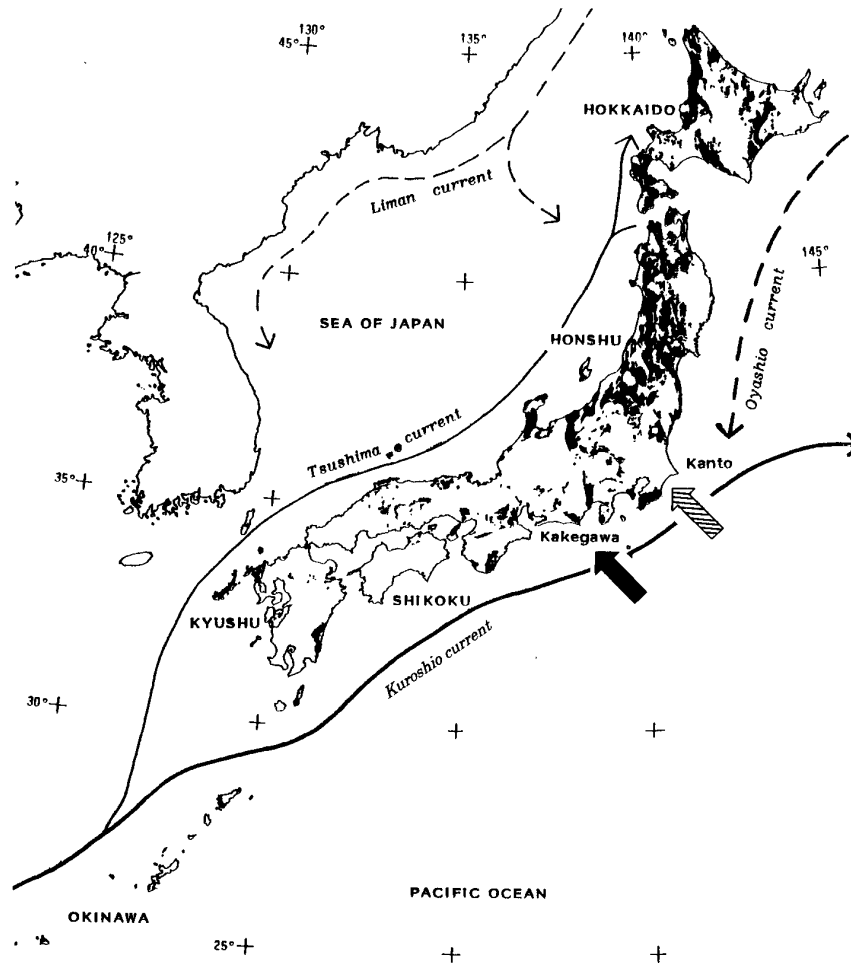 130°
45°
135°
140°
HOKKAIDO
Liman current
125°
40°
145°
SEA OF JAPAN
HONSHU
Oyashio current
Tsushima current
Kanto
35°
Kakegawa
SHIKOKU
KYUSHU
Kuroshio current
30°
PACIFIC OCEAN
OKINAWA
25°